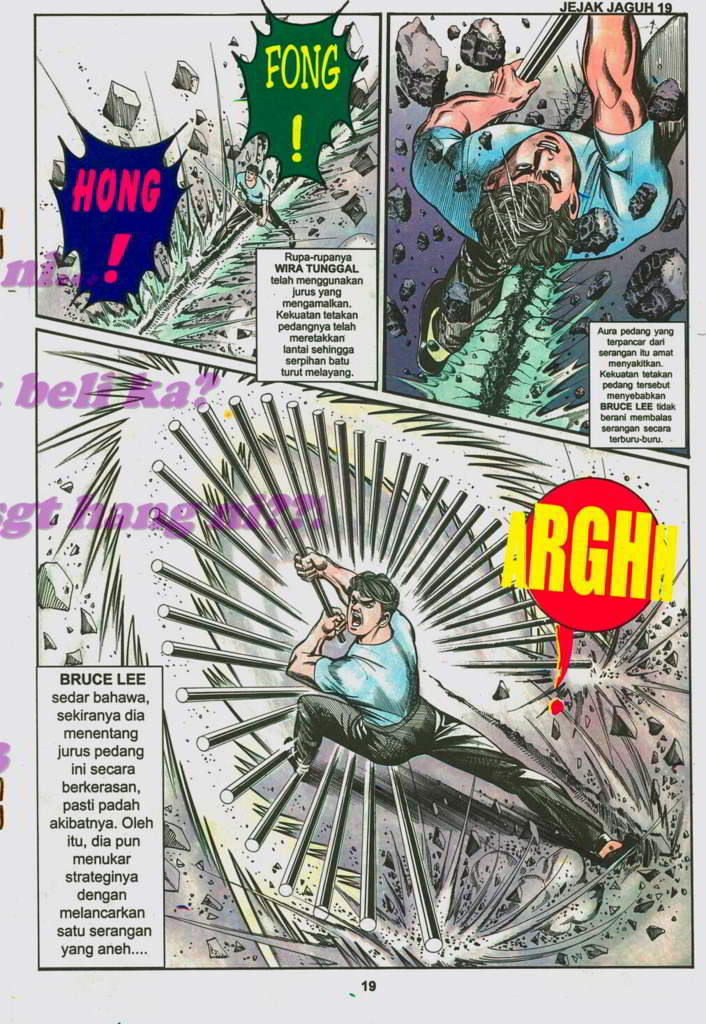 JEJAK JAGUH 19
FONG
!
HONG
!
Rupa-rupanya
WIRA TUNGGAL
telah menggunakan
jurus yang
mengamalkan.
Kekuatan tetakan
pedangnya telah
meretakkan
lantai sehingga
serpihan batu
turut melayang.
Aura pedang yang
terpancar dari
serangan itu amat
menyakitkan.
Kekuatan tetakan
pedang tersebut
menyebabkan
BRUCE LEE tidak
berani membalas
serangan secara
terburu-buru.
ni...
beli ka?
sgt hang ni???
ARGHH
!
BRUCE LEE
sedar bahawa,
sekiranya dia
menentang
jurus pedang
ini secara
berkerasan,
pasti padah
akibatnya. Oleh
itu, dia pun
menukar
strateginya
dengan
melancarkan
satu serangan
yang aneh....
19